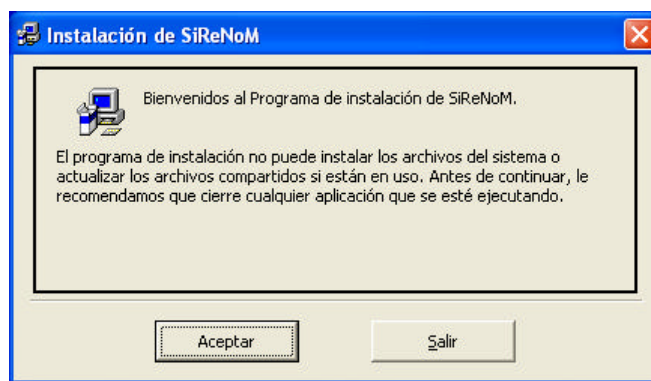 Instalación de SiReNoM
Bienvenidos al Programa de instalación de SiReNoM.
El programa de instalación no puede instalar los archivos del sistema o
actualizar los archivos compartidos si están en uso. Antes de continuar, le
recomendamos que cierre cualquier aplicación que se esté ejecutando.
Aceptar
Salir